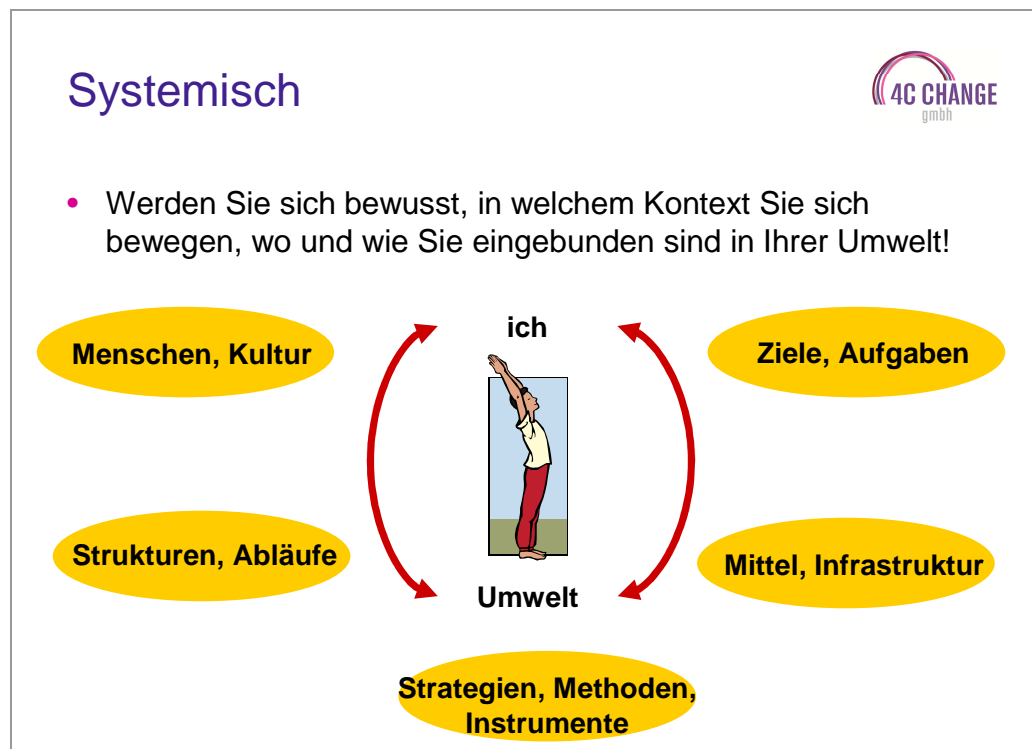 Systemisch
4C CHANGE
gmbh
• Werden Sie sich bewusst, in welchem Kontext Sie sich
bewegen, wo und wie Sie eingebunden sind in Ihrer Umwelt!
ich
Menschen, Kultur
Ziele, Aufgaben
Strukturen, Abläufe
Mittel, Infrastruktur
Umwelt
Strategien, Methoden,
Instrumente